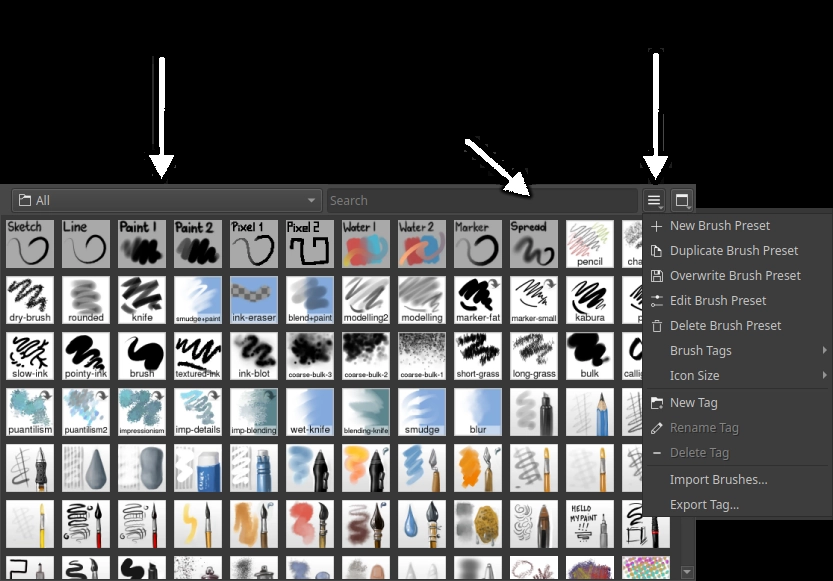 All
Search
Sketch Line Paint 1 Paint 2 Pixel 1 Pixel 2 Water 1 Water 2 Marker Spread
pencil
dry-brush rounded knife smudge+paint ink-eraser blend+paint modelling2 modelling marker-fat marker-small kabura
slow-ink pointy-ink brush textured-ink ink-blot coarse-bulk-3 coarse-bulk-2 coarse-bulk-1 short-grass long-grass bulk
puantilism puantilism2 impressionism imp-details imp-blending wet-knife blending-knife smudge blur
HELLO
MYPAINT
!!!
New Brush Preset
Duplicate Brush Preset
Overwrite Brush Preset
Edit Brush Preset
Delete Brush Preset
Brush Tags
Icon Size
New Tag
Rename Tag
Delete Tag
Import Brushes...
Export Tag...